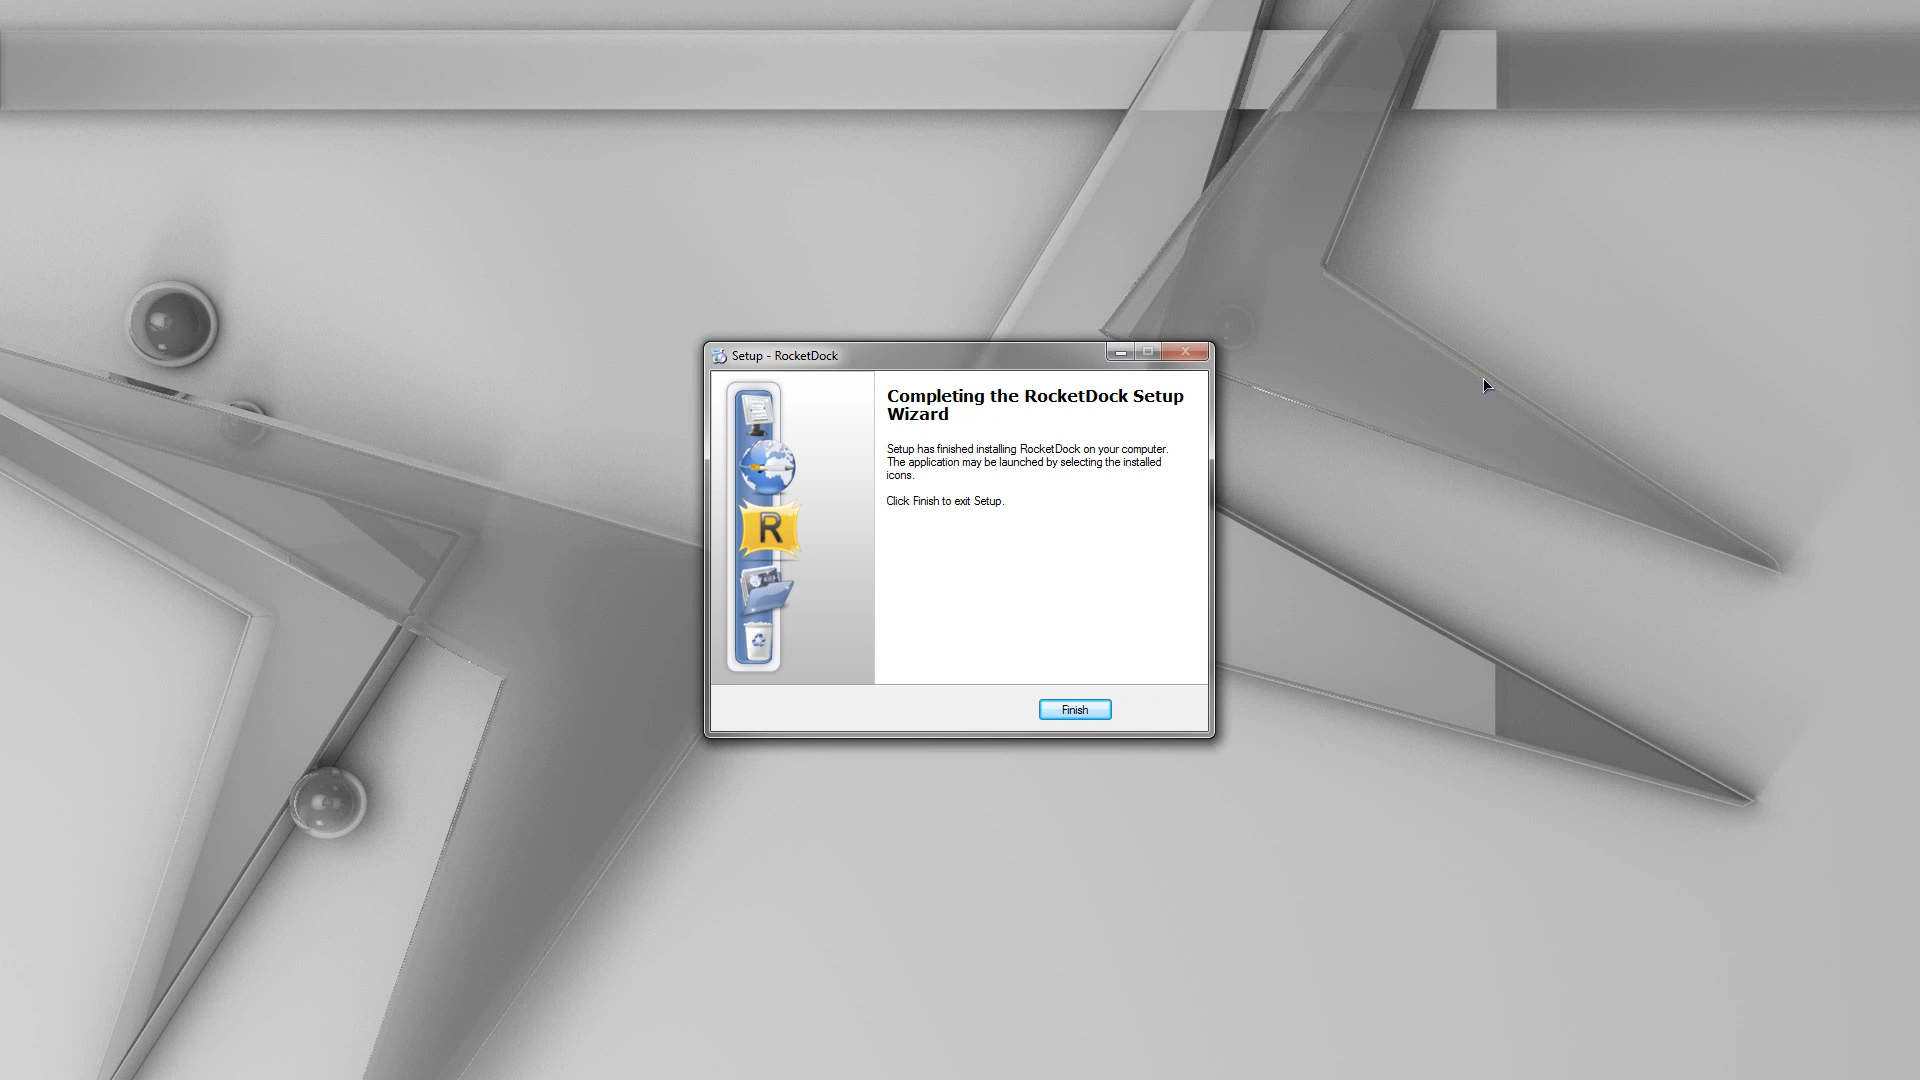 Setup - RocketDock
Completing the RocketDock Setup
Wizard
Setup has finished installing RocketDock on your computer.
The application may be launched by selecting the installed
icons.
Click Finish to exit Setup.
R
Finish